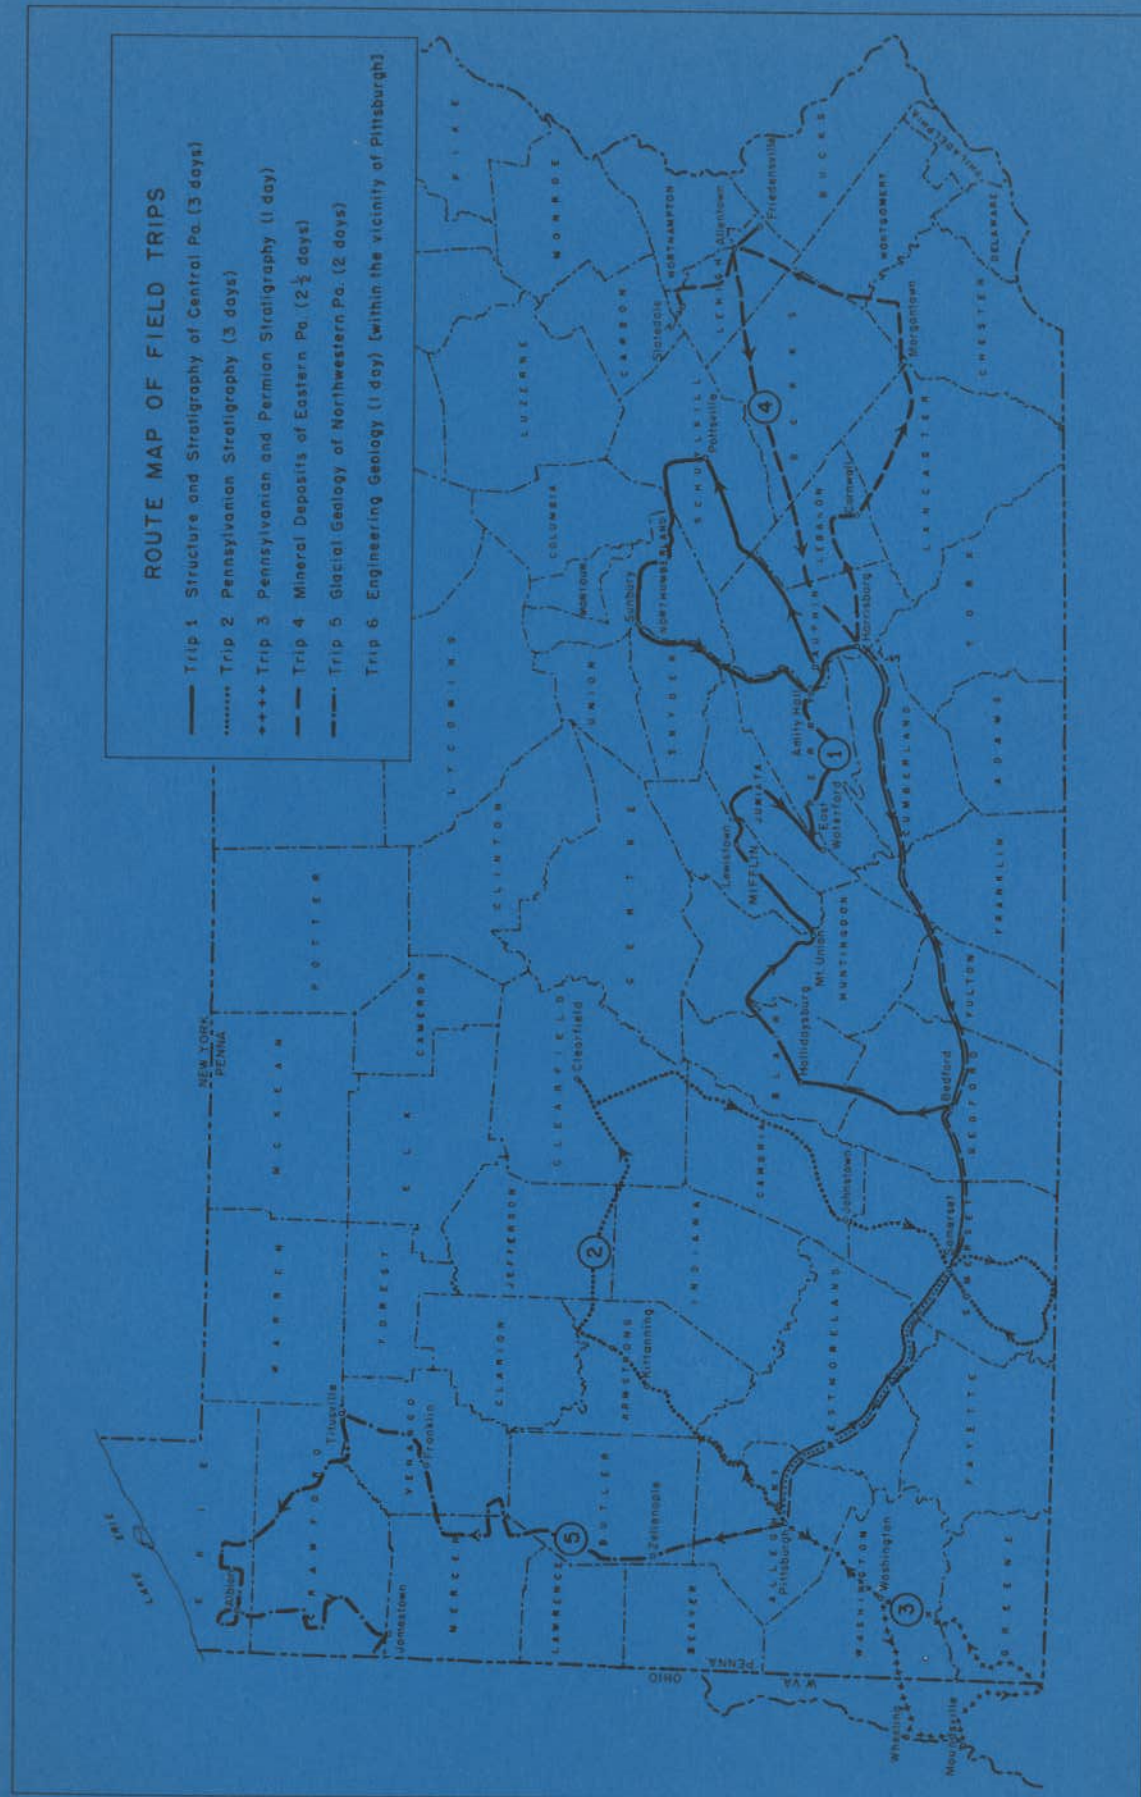 ROUTE MAP OF FIELD TRIPS
Trip 1 Structure and Stratigraphy of Central Pa. (3 days)
Trip 2 Pennsylvanian Stratigraphy (3 days)
Trip 3 Pennsylvanian and Permian Stratigraphy (1 day)
Trip 4 Mineral Deposits of Eastern Pa. (2½ days)
Trip 5 Glacial Geology of Northwestern Pa. (2 days)
Trip 6 Engineering Geology (1 day) [within the vicinity of Pittsburgh]
LAKE ERIE
NEW YORK
PENNA
ERIE
Albion
CRAWFORD
Titusville
Jamestown
WARREN
McKEAN
POTTER
FOREST
ELK
CAMERON
VENANGO
Franklin
MERCER
CLARION
JEFFERSON
CLEARFIELD
Clearfield
CLINTON
LYCOMING
CENTRE
UNION
MONTOUR
COLUMBIA
LUZERNE
PIKE
MONROE
CARBON
NORTHAMPTON
Slatedale
LEHIGH
Allentown
Friedensville
BUCKS
MONTGOMERY
PHILADELPHIA
DELAWARE
CHESTER
Morgantown
BERKS
4
SCHUYLKILL
Pottsville
LEBANON
Cornwall
LANCASTER
DAUPHIN
Harrisburg
YORK
Sunbury
NORTHUMBERLAND
SNYDER
JUNIATA
PERRY
Amity Hall
1
East
Waterford
CUMBERLAND
ADAMS
FRANKLIN
Lewistown
MIFFLIN
Mt. Union
HUNTINGDON
FULTON
BLAIR
Hollidaysburg
Bedford
BEDFORD
CAMBRIA
Johnstown
Somerset
SOMERSET
INDIANA
2
ARMSTRONG
Kittanning
WESTMORELAND
FAYETTE
BUTLER
Zelienople
5
LAWRENCE
BEAVER
ALLEGHENY
Pittsburgh
WASHINGTON
Washington
3
GREENE
OHIO
PENNA.
W. VA.
Wheeling
Moundsville